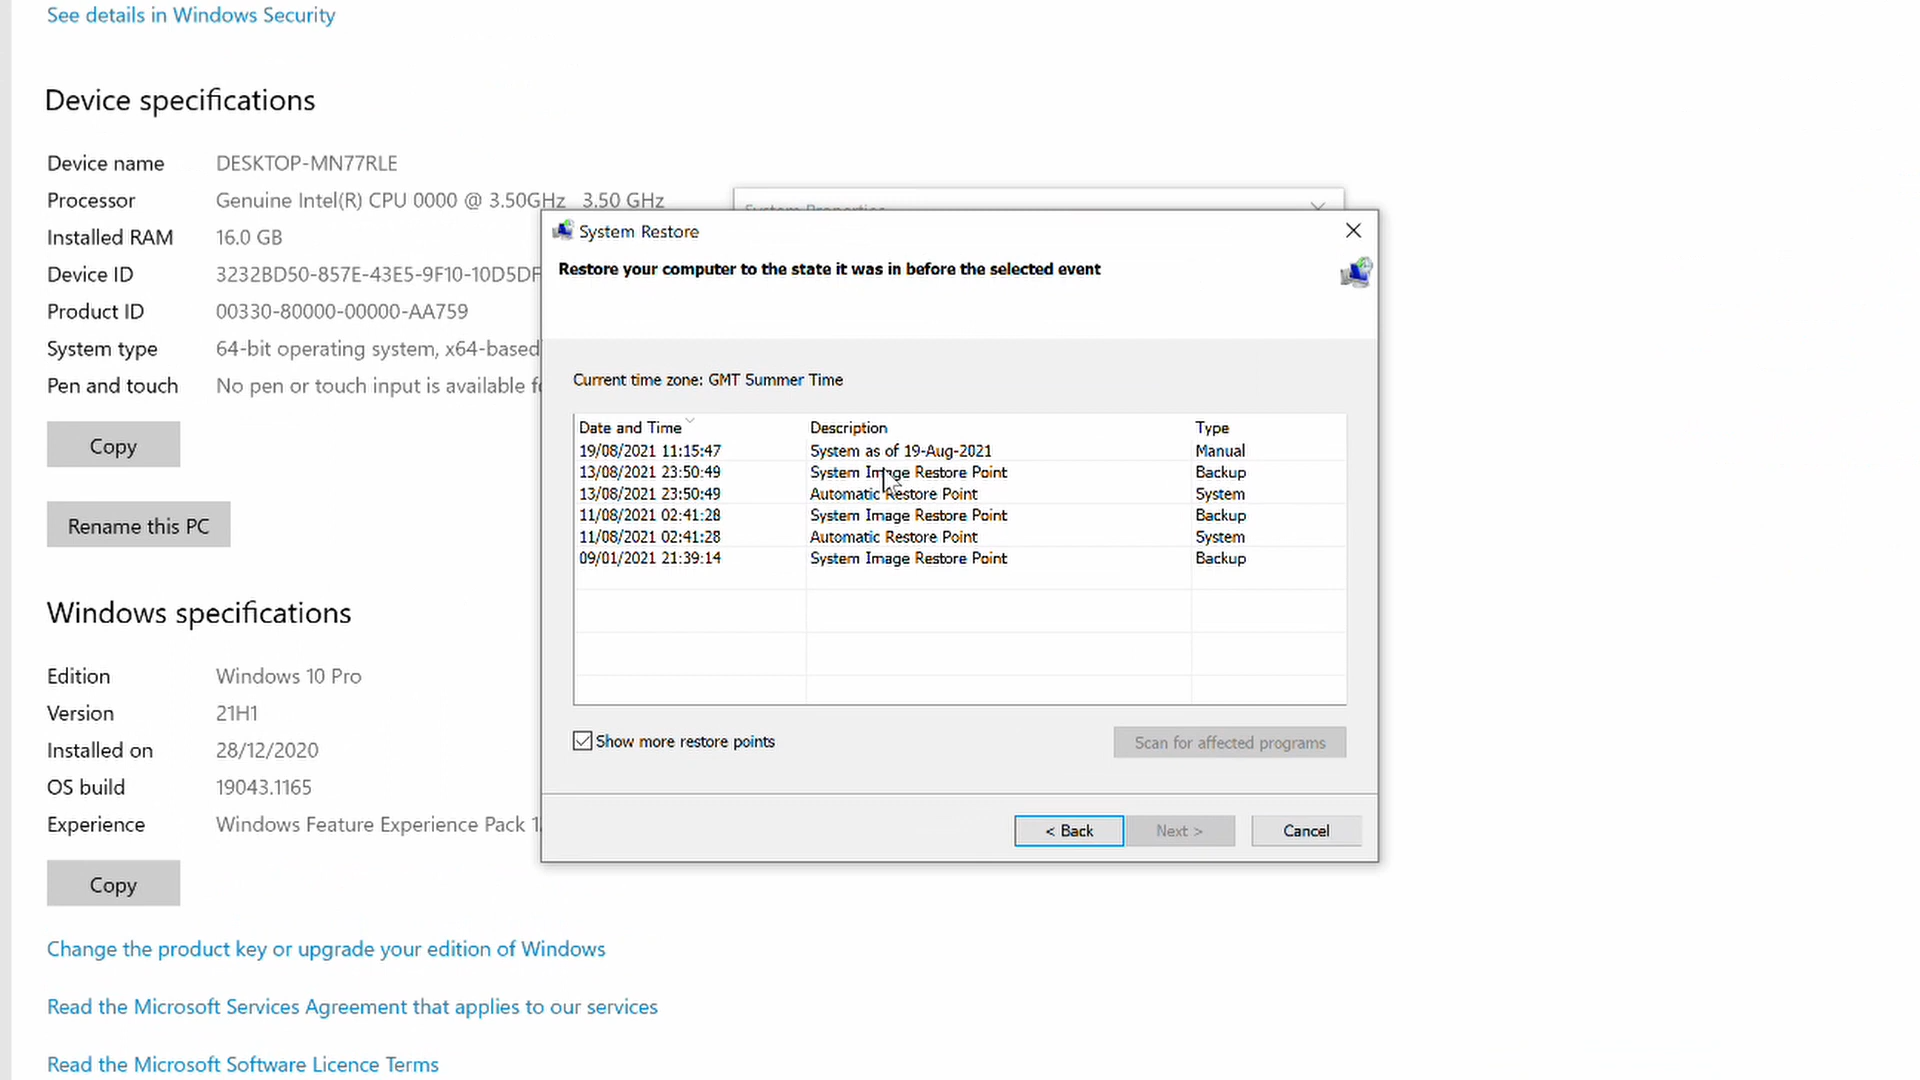 See details in Windows Security
Device specifications
Device name DESKTOP-MN77RLE
Processor Genuine Intel(R) CPU 0000 @ 3.50GHz 3.50 GHz
Installed RAM 16.0 GB
Device ID 3232BD50-857E-43E5-9F10-10D5DF
Product ID 00330-80000-00000-AA759
System type 64-bit operating system, x64-based
Pen and touch No pen or touch input is available
Copy
Rename this PC
Windows specifications
Edition Windows 10 Pro
Version 21H1
Installed on 28/12/2020
OS build 19043.1165
Experience Windows Feature Experience Pack 1
Copy
Change the product key or upgrade your edition of Windows
Read the Microsoft Services Agreement that applies to our services
Read the Microsoft Software Licence Terms
System Properties
System Restore
Restore your computer to the state it was in before the selected event
Current time zone: GMT Summer Time
Date and Time Description Type
19/08/2021 11:15:47 System as of 19-Aug-2021 Manual
13/08/2021 23:50:49 System Image Restore Point Backup
13/08/2021 23:50:49 Automatic Restore Point System
11/08/2021 02:41:28 System Image Restore Point Backup
11/08/2021 02:41:28 Automatic Restore Point System
09/01/2021 21:39:14 System Image Restore Point Backup
Show more restore points
Scan for affected programs
< Back
Next >
Cancel